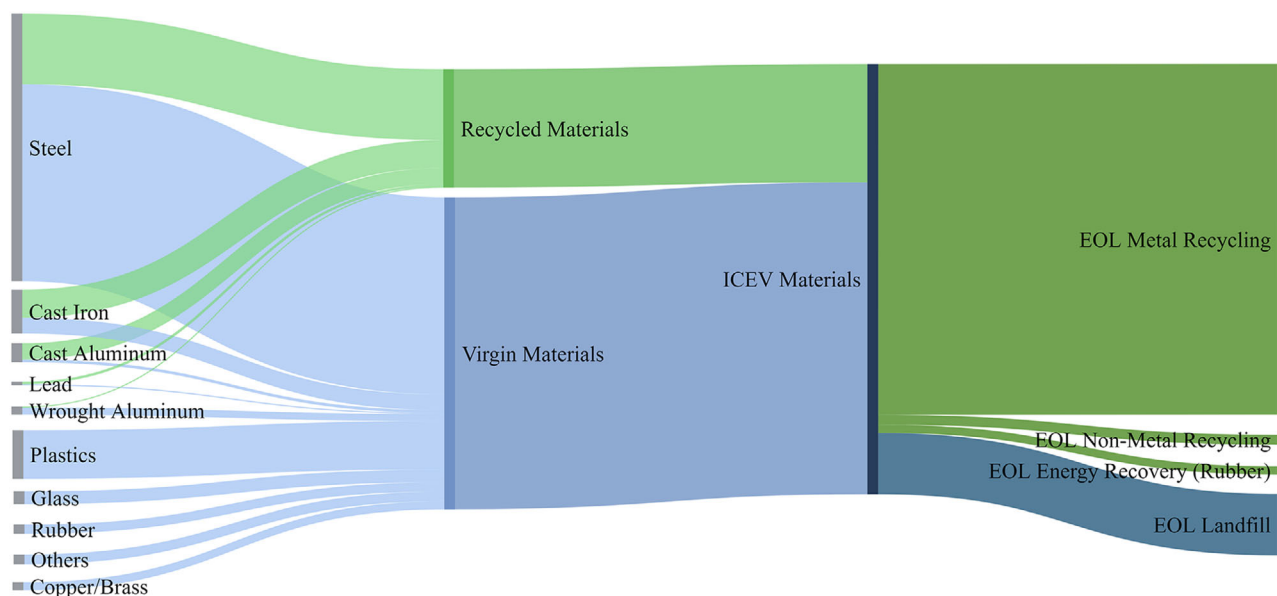 Steel
Cast Iron
Cast Aluminum
Lead
Wrought Aluminum
Plastics
Glass
Rubber
Others
Copper/Brass
Recycled Materials
Virgin Materials
ICEV Materials
EOL Metal Recycling
EOL Non-Metal Recycling
EOL Energy Recovery (Rubber)
EOL Landfill